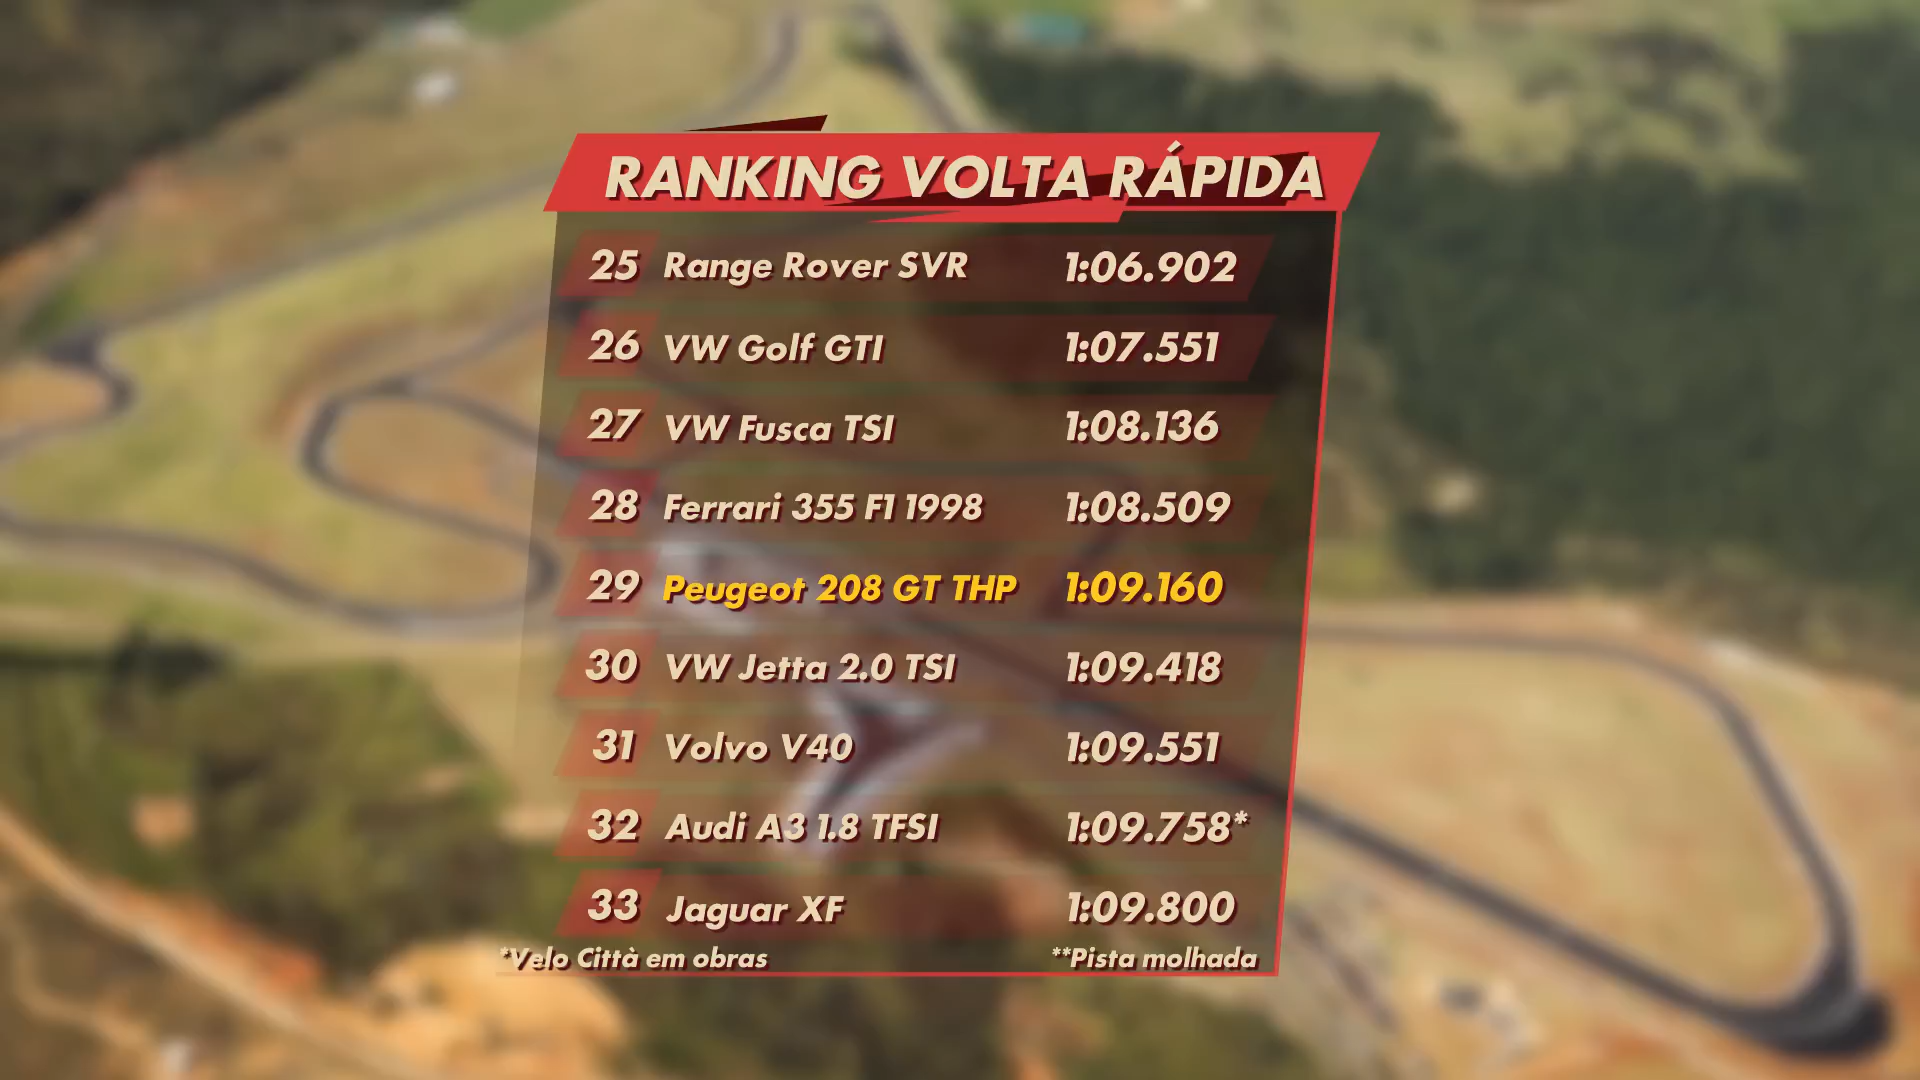 RANKING VOLTA RÁPIDA
25 Range Rover SVR 1:06.902
26 VW Golf GTI 1:07.551
27 VW Fusca TSI 1:08.136
28 Ferrari 355 F1 1998 1:08.509
29 Peugeot 208 GT THP 1:09.160
30 VW Jetta 2.0 TSI 1:09.418
31 Volvo V40 1:09.551
32 Audi A3 1.8 TFSI 1:09.758*
33 Jaguar XF 1:09.800
*Velo Città em obras **Pista molhada